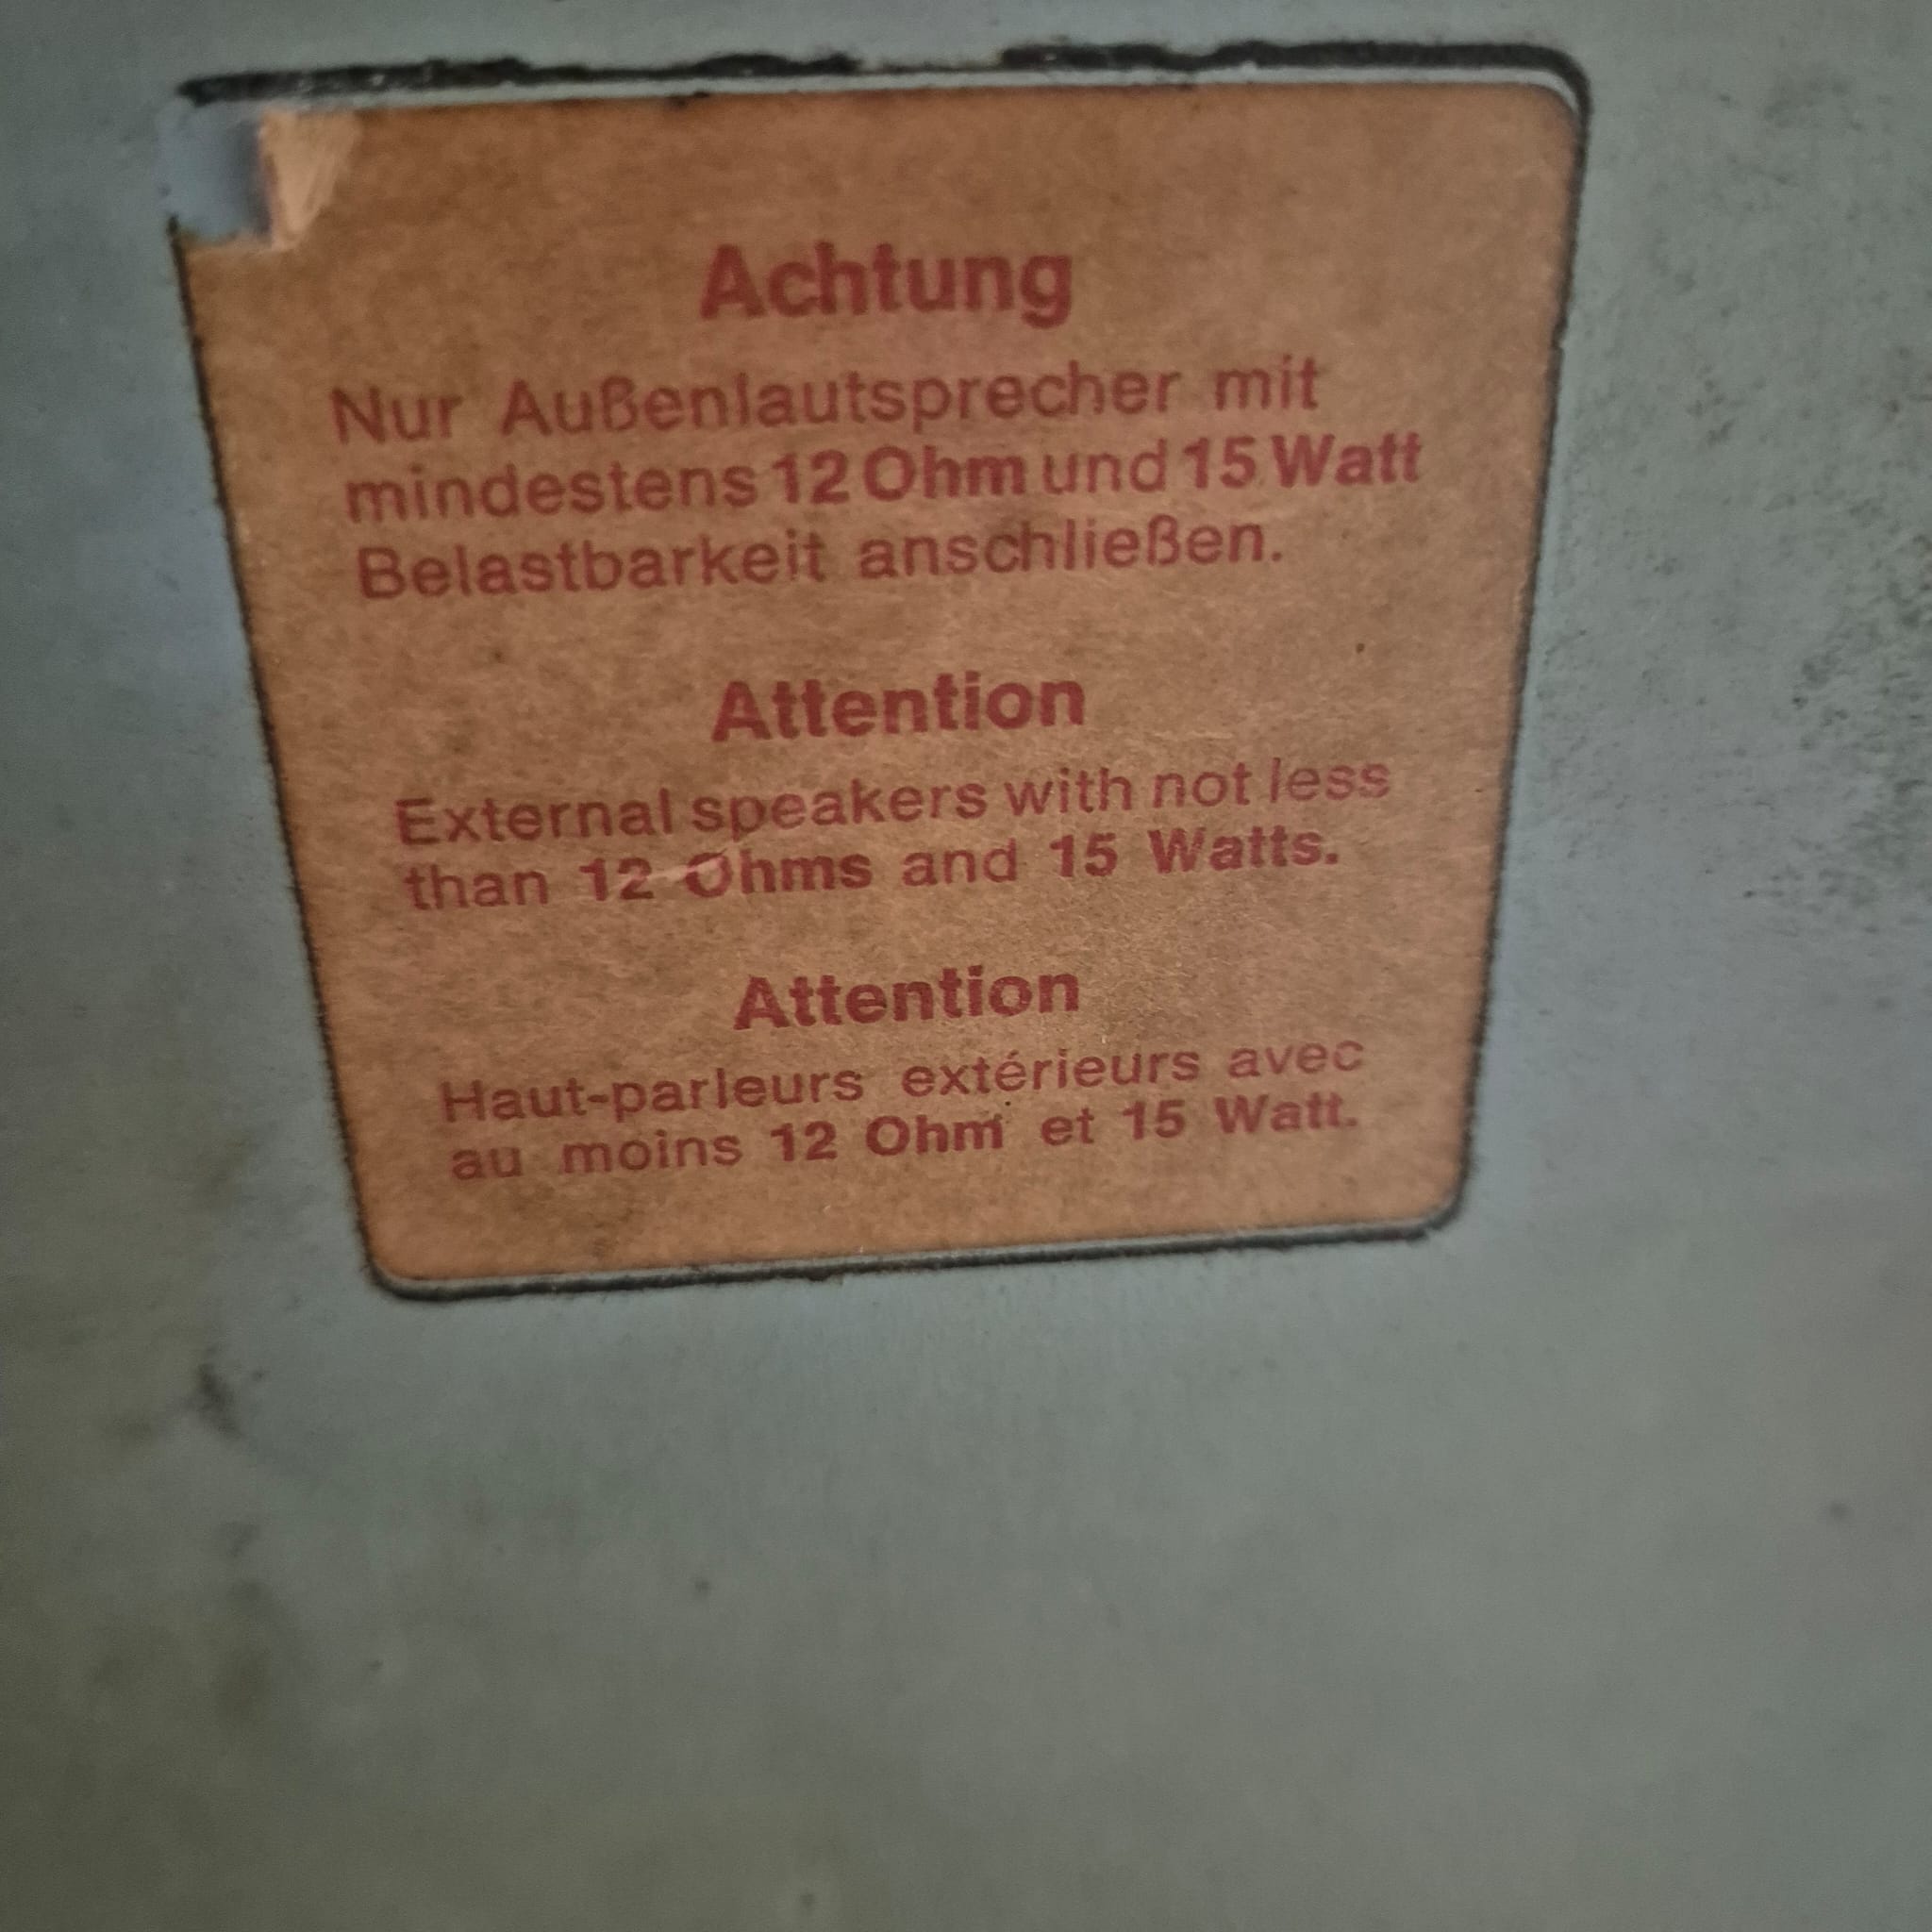 Achtung
Nur Außenlautsprecher mit
mindestens 12 Ohm und 15 Watt
Belastbarkeit anschließen.
Attention
External speakers with not less
than 12 Ohms and 15 Watts.
Attention
Haut-parleurs extérieurs avec
au moins 12 Ohm et 15 Watt.